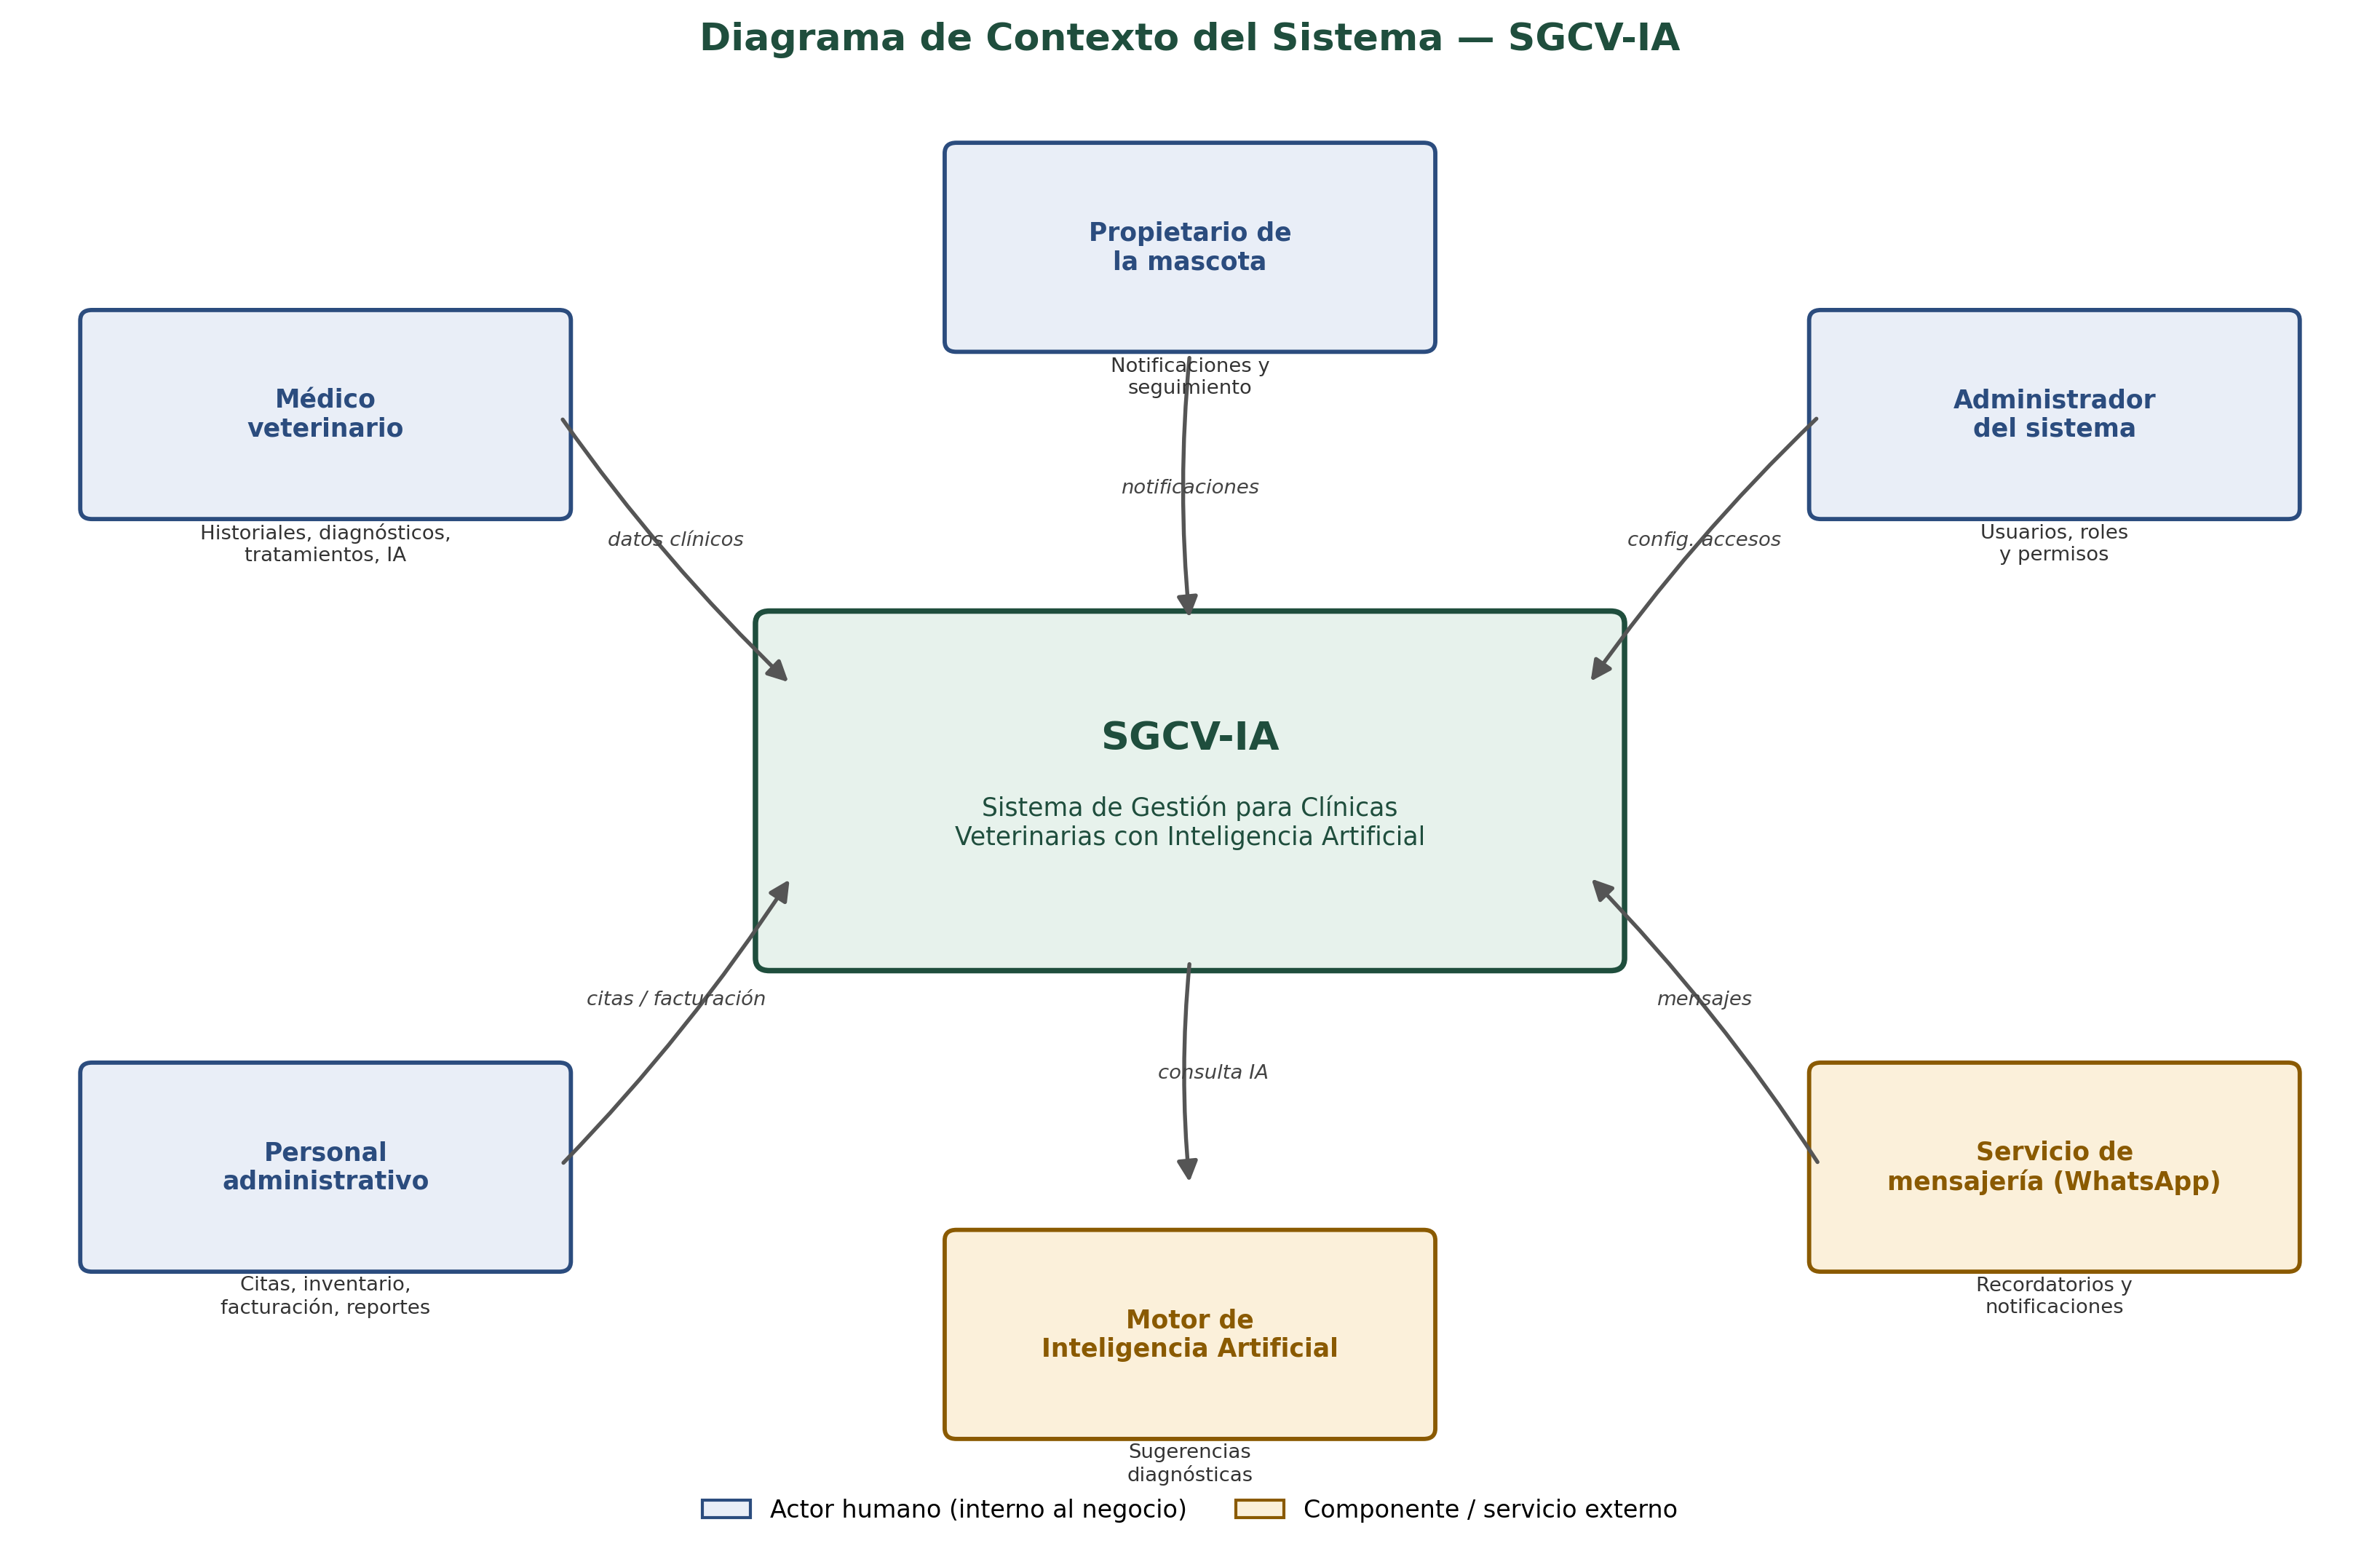 Diagrama de Contexto del Sistema — SGCV-IA
Propietario de
la mascota
Notificaciones y
seguimiento
Médico
veterinario
Historiales, diagnósticos,
tratamientos, IA
Administrador
del sistema
Usuarios, roles
y permisos
notificaciones
datos clínicos
config. accesos
SGCV-IA
Sistema de Gestión para Clínicas
Veterinarias con Inteligencia Artificial
citas / facturación
mensajes
consulta IA
Personal
administrativo
Citas, inventario,
facturación, reportes
Servicio de
mensajería (WhatsApp)
Recordatorios y
notificaciones
Motor de
Inteligencia Artificial
Sugerencias
diagnósticas
Actor humano (interno al negocio)
Componente / servicio externo